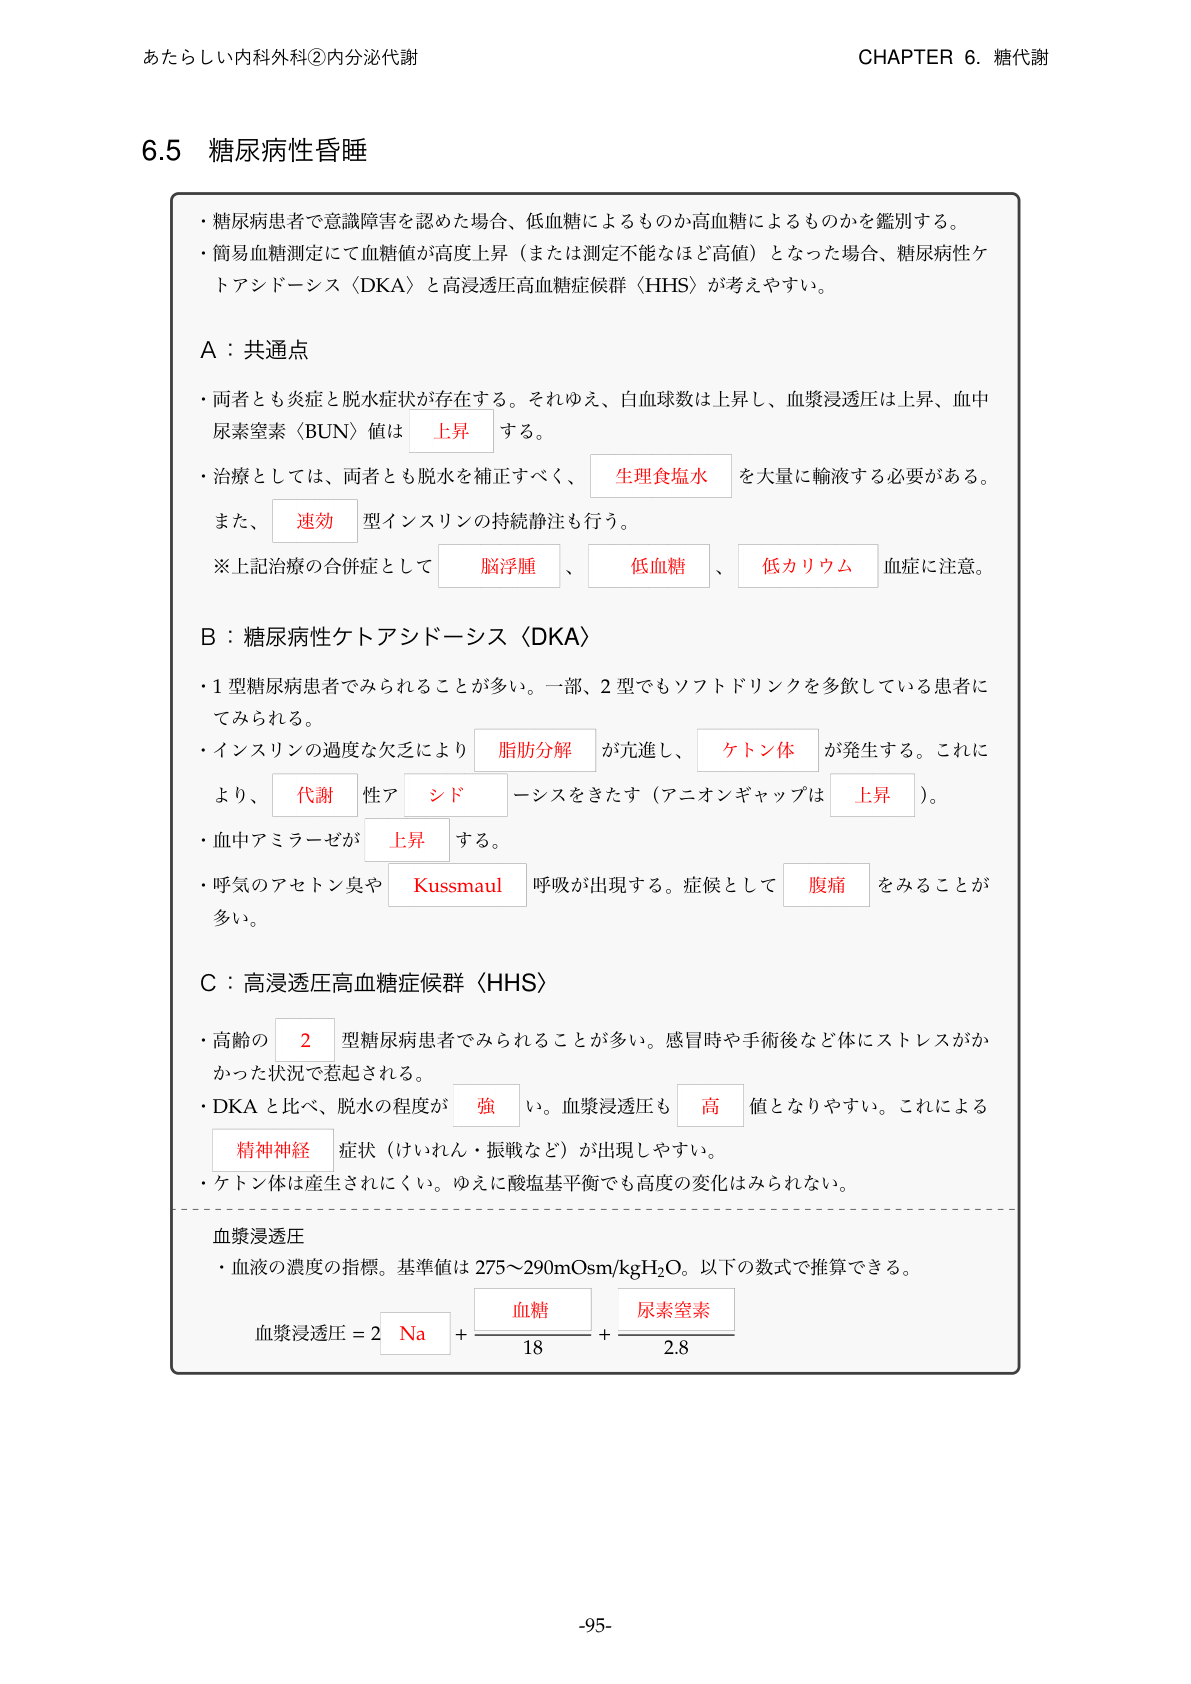 あたらしい内科外科②内分泌代謝
CHAPTER 6. 糖代謝
6.5 糖尿病性昏睡
・糖尿病患者で意識障害を認めた場合、低血糖によるものか高血糖によるものかを鑑別する。
・簡易血糖測定にて血糖値が高度上昇（または測定不能なほど高値）となった場合、糖尿病性ケ
トアシドーシス〈DKA〉と高浸透圧高血糖症候群〈HHS〉が考えやすい。
A：共通点
・両者とも炎症と脱水症状が存在する。それゆえ、白血球数は上昇し、血漿浸透圧は上昇、血中
尿素窒素〈BUN〉値は 上昇 する。
・治療としては、両者とも脱水を補正すべく、 生理食塩水 を大量に輸液する必要がある。
また、 速効 型インスリンの持続静注も行う。
※上記治療の合併症として 脳浮腫 、 低血糖 、 低カリウム 血症に注意。
B：糖尿病性ケトアシドーシス〈DKA〉
・1 型糖尿病患者でみられることが多い。一部、2 型でもソフトドリンクを多飲している患者に
てみられる。
・インスリンの過度な欠乏により 脂肪分解 が亢進し、 ケトン体 が発生する。これに
より、 代謝 性ア シド ーシスをきたす（アニオンギャップは 上昇 ）。
・血中アミラーゼが 上昇 する。
・呼気のアセトン臭や Kussmaul 呼吸が出現する。症候として 腹痛 をみることが
多い。
C：高浸透圧高血糖症候群〈HHS〉
・高齢の 2 型糖尿病患者でみられることが多い。感冒時や手術後など体にストレスがか
かった状況で惹起される。
・DKA と比べ、脱水の程度が 強 い。血漿浸透圧も 高 値となりやすい。これによる
精神神経 症状（けいれん・振戦など）が出現しやすい。
・ケトン体は産生されにくい。ゆえに酸塩基平衡でも高度の変化はみられない。
血漿浸透圧
・血液の濃度の指標。基準値は 275〜290mOsm/kgH₂O。以下の数式で推算できる。
血漿浸透圧 = 2 Na + 血糖/18 + 尿素窒素/2.8
-95-